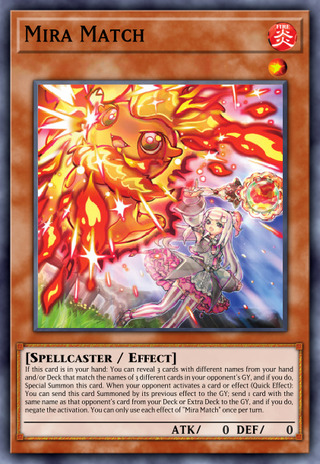 Mira Match
FIRE
炎
[Spellcaster / Effect]
If this card is in your hand: You can reveal 3 cards with different names from your hand
and/or Deck that match the names of 3 different cards in your opponent's GY, and if you do,
Special Summon this card. When your opponent activates a card or effect (Quick Effect):
You can send this card Summoned by its previous effect to the GY; send 1 card with the
same name as that opponent's card from your Deck or Extra Deck to the GY, and if you do,
negate the activation. You can only use each effect of "Mira Match" once per turn.
ATK/ 0 DEF/ 0